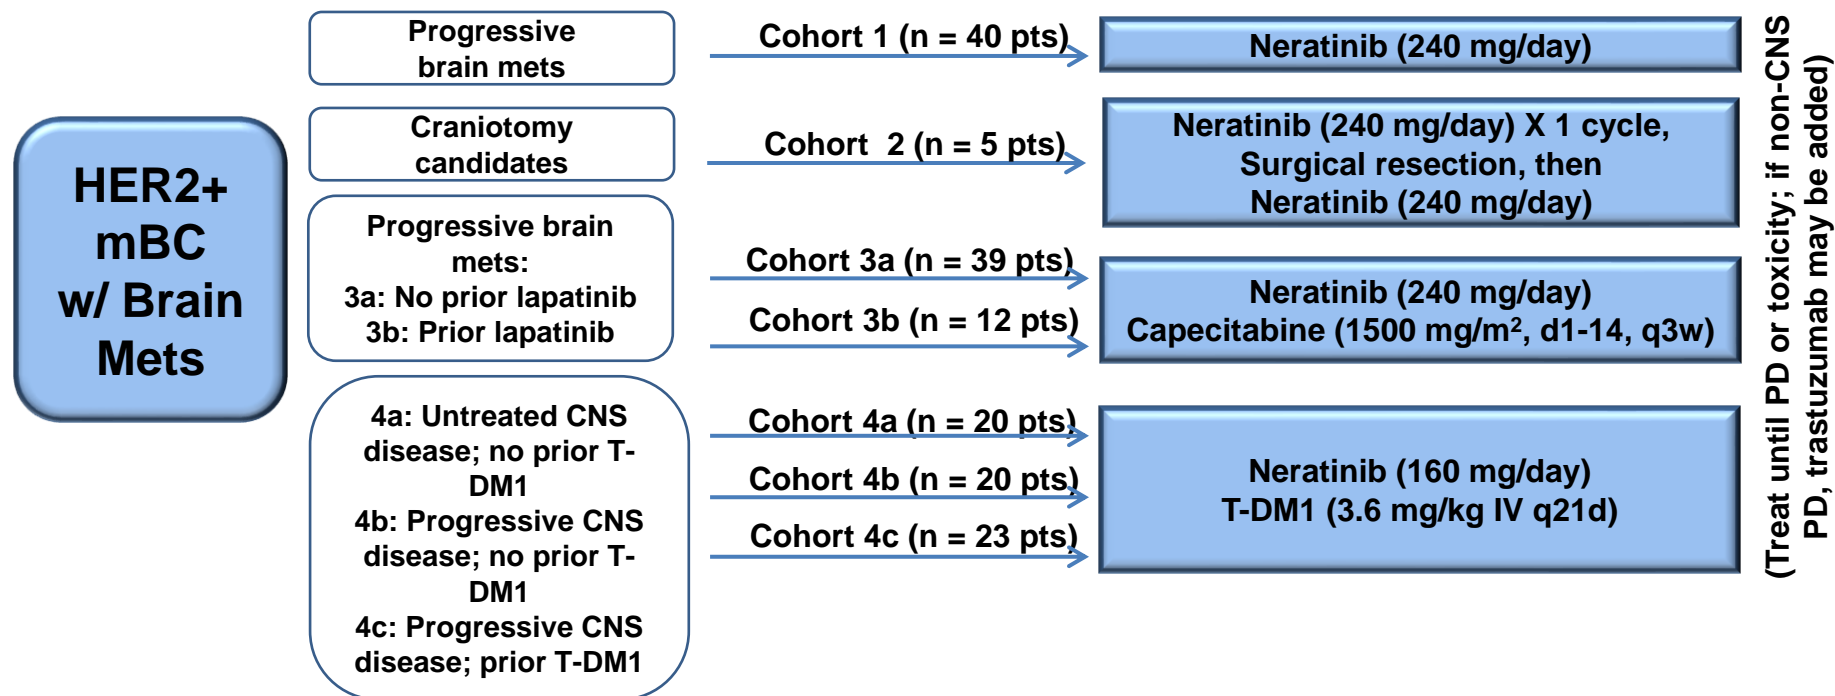 HER2+
mBC
w/ Brain
Mets
Progressive
brain mets
Cohort 1 (n = 40 pts)
Neratinib (240 mg/day)
Craniotomy
candidates
Cohort 2 (n = 5 pts)
Neratinib (240 mg/day) X 1 cycle,
Surgical resection, then
Neratinib (240 mg/day)
Progressive brain
mets:
3a: No prior lapatinib
3b: Prior lapatinib
Cohort 3a (n = 39 pts)
Cohort 3b (n = 12 pts)
Neratinib (240 mg/day)
Capecitabine (1500 mg/m², d1-14, q3w)
4a: Untreated CNS
disease; no prior T-
DM1
4b: Progressive CNS
disease; no prior T-
DM1
4c: Progressive CNS
disease; prior T-DM1
Cohort 4a (n = 20 pts)
Cohort 4b (n = 20 pts)
Cohort 4c (n = 23 pts)
Neratinib (160 mg/day)
T-DM1 (3.6 mg/kg IV q21d)
(Treat until PD or toxicity; if non-CNS
PD, trastuzumab may be added)